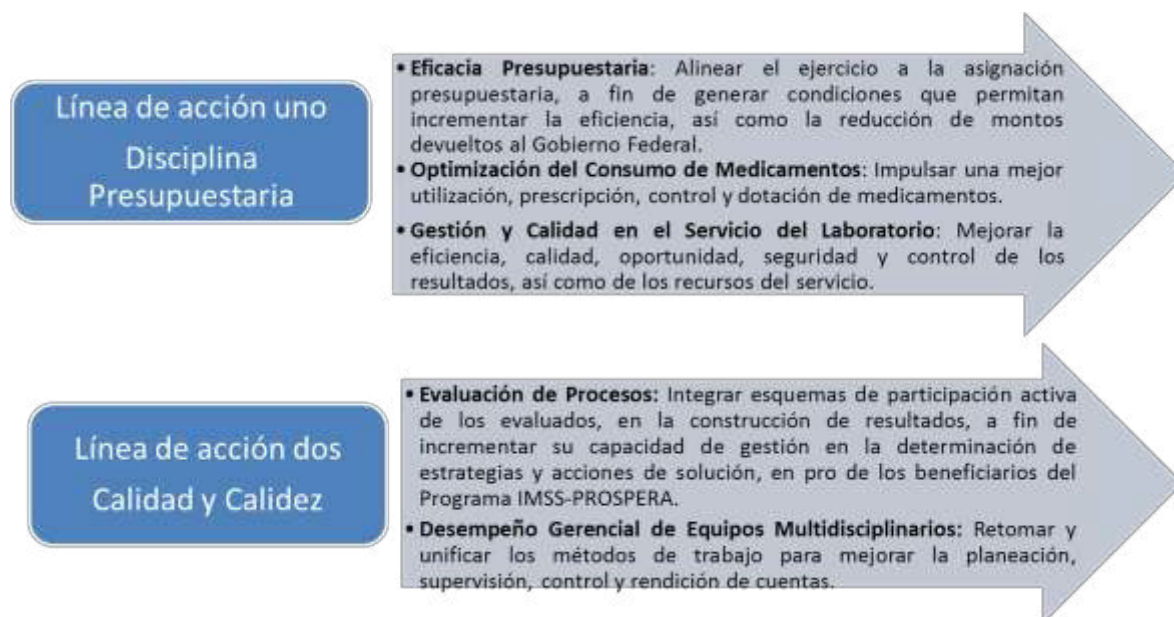 Línea de acción uno
Disciplina
Presupuestaria
• Eficacia Presupuestaria: Alinear el ejercicio a la asignación
presupuestaria, a fin de generar condiciones que permitan
incrementar la eficiencia, así como la reducción de montos
devueltos al Gobierno Federal.
• Optimización del Consumo de Medicamentos: Impulsar una mejor
utilización, prescripción, control y dotación de medicamentos.
• Gestión y Calidad en el Servicio del Laboratorio: Mejorar la
eficiencia, calidad, oportunidad, seguridad y control de los
resultados, así como de los recursos del servicio.
Línea de acción dos
Calidad y Calidez
• Evaluación de Procesos: Integrar esquemas de participación activa
de los evaluados, en la construcción de resultados, a fin de
incrementar su capacidad de gestión en la determinación de
estrategias y acciones de solución, en pro de los beneficiarios del
Programa IMSS-PROSPERA.
• Desempeño Gerencial de Equipos Multidisciplinarios: Retomar y
unificar los métodos de trabajo para mejorar la planeación,
supervisión, control y rendición de cuentas.